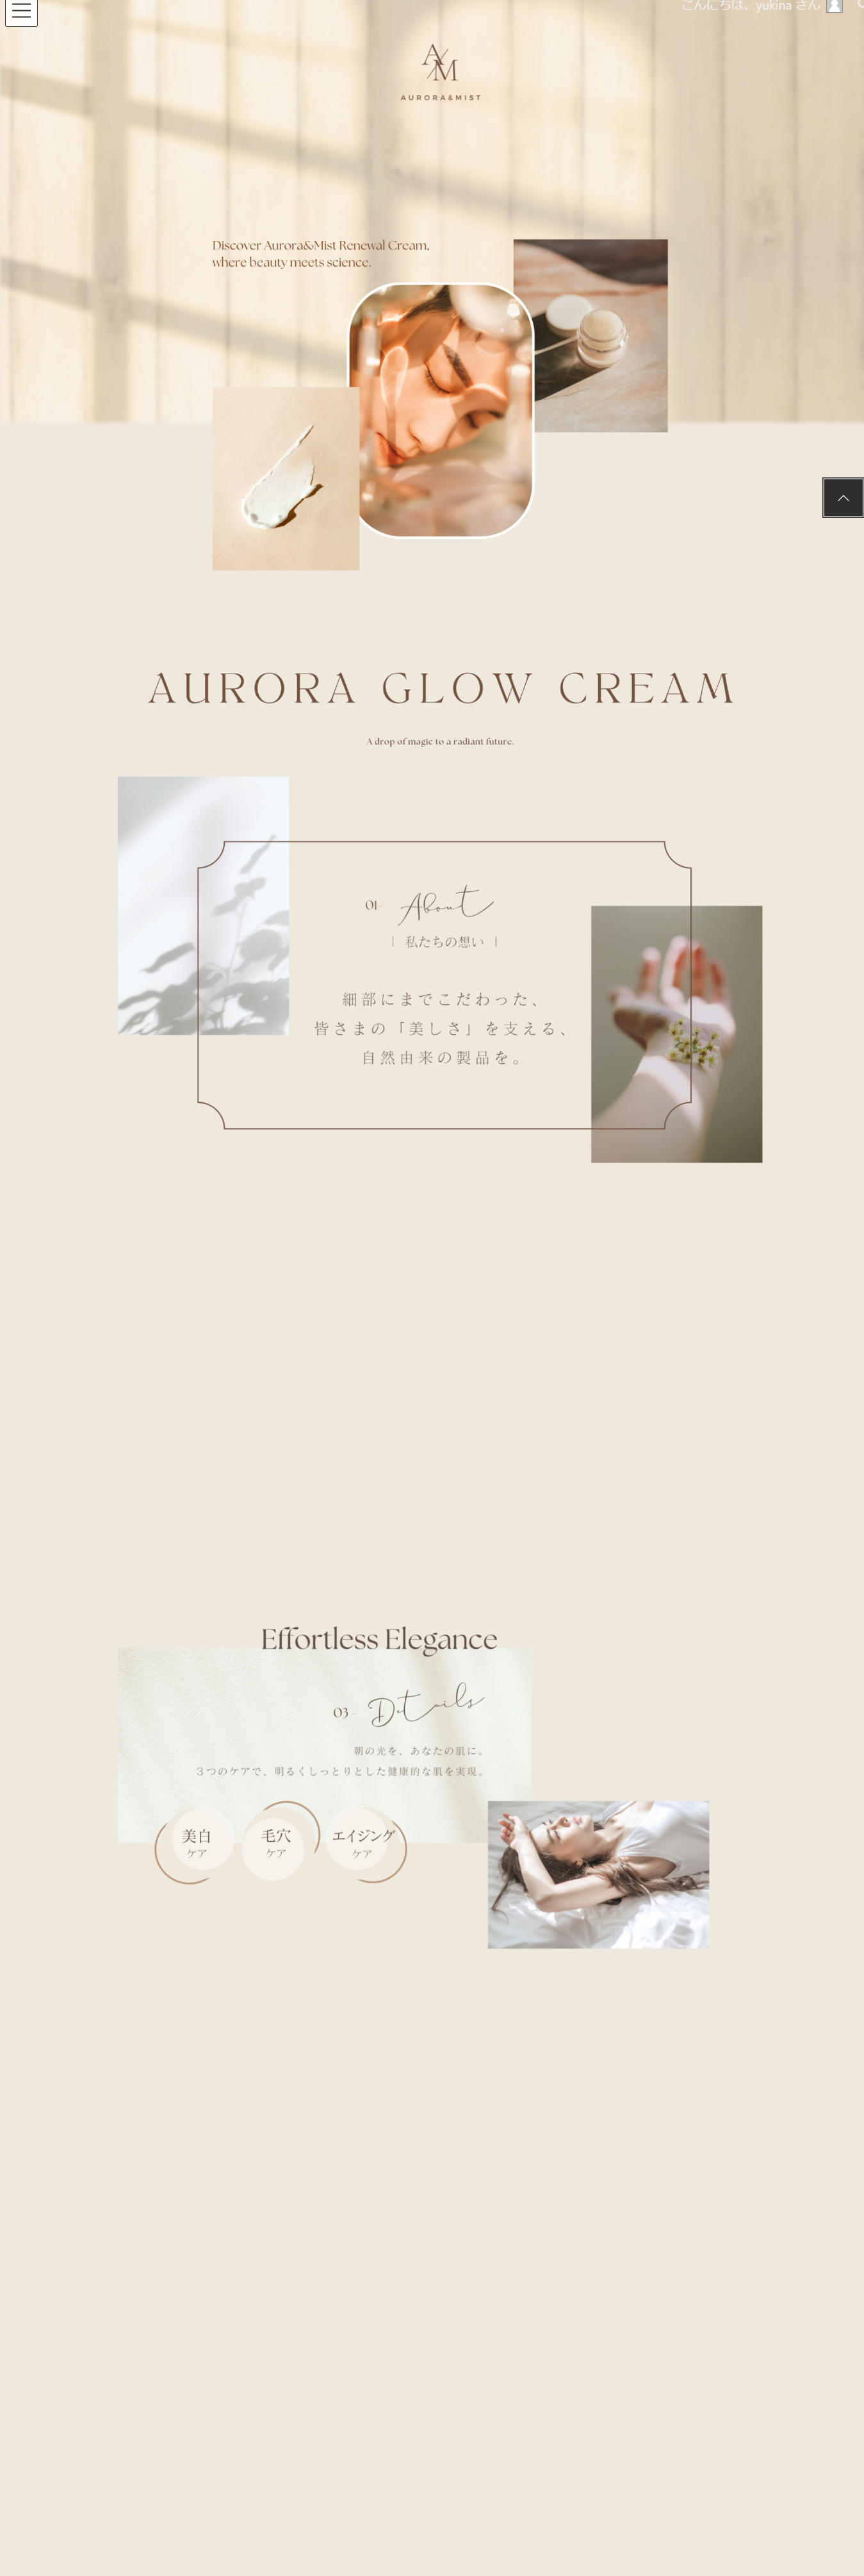 こんにちは、yukina さん
AM
AURORA&MIST
Discover Aurora&Mist Renewal Cream,
where beauty meets science.
AURORA GLOW CREAM
A drop of magic to a radiant future.
01- About
| 私たちの想い |
細部にまでこだわった、
皆さまの「美しさ」を支える、
自然由来の製品を。
Effortless Elegance
03 - Details
朝の光を、あなたの肌に。
３つのケアで、明るくしっとりとした健康的な肌を実現。
美白
ケア
毛穴
ケア
エイジング
ケア